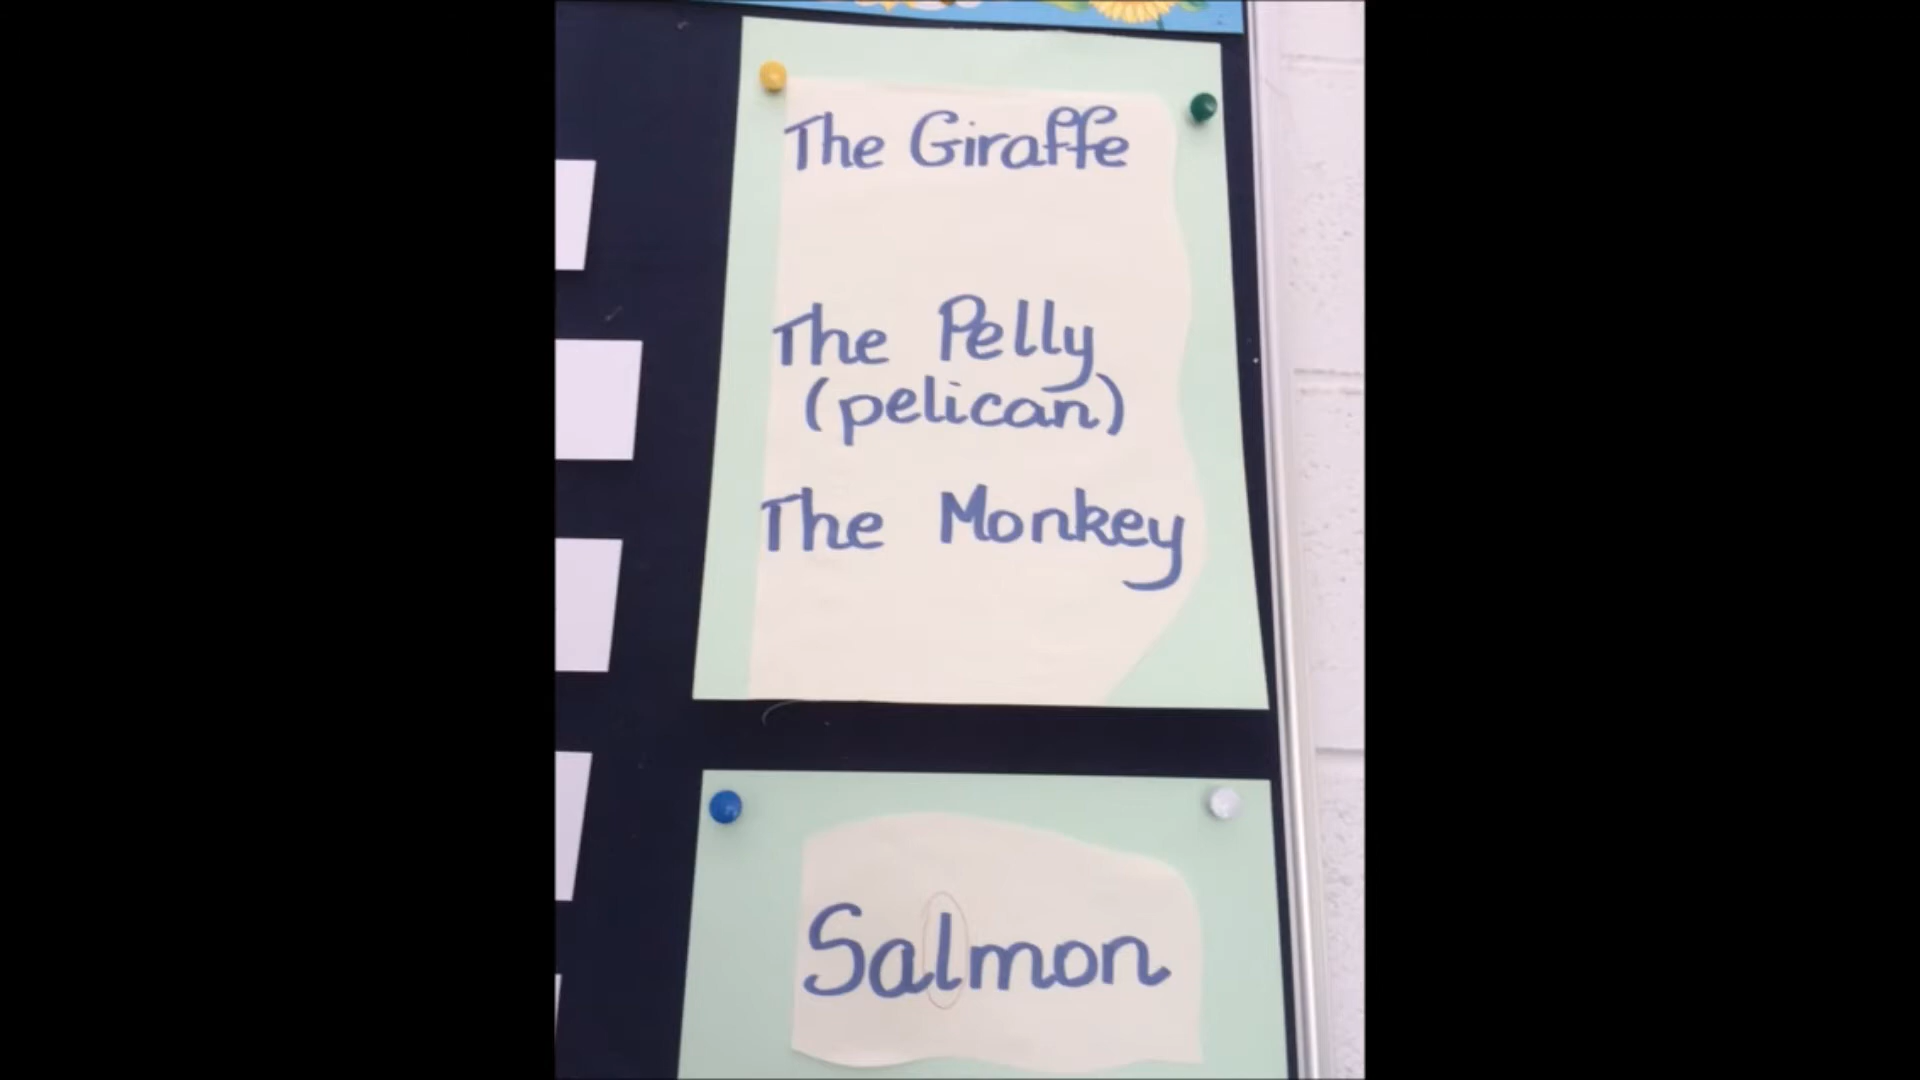 The Giraffe
The Pelly
(pelican)
The Monkey
Salmon